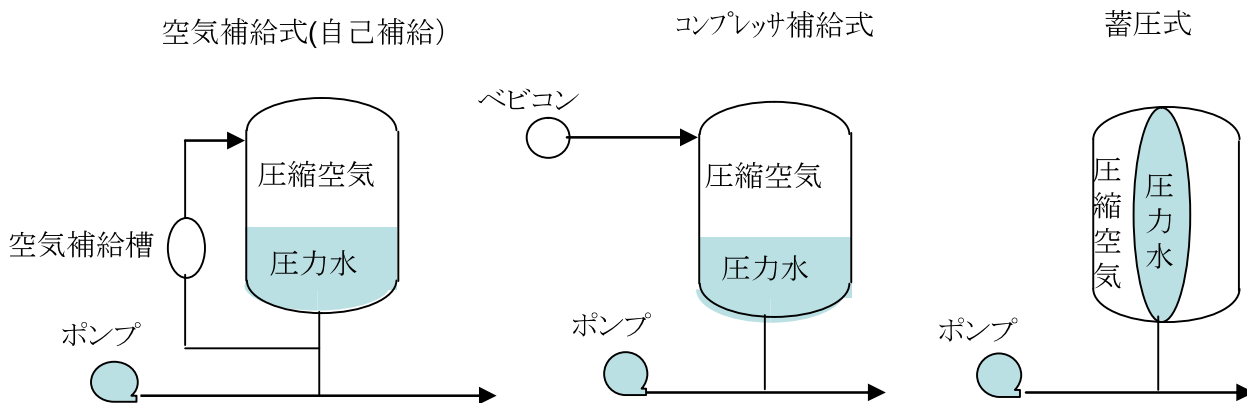 空気補給式(自己補給)
コンプレッサ補給式
蓄圧式
ベビコン
圧縮空気
圧縮空気
圧縮空気
圧力水
空気補給槽
圧力水
圧力水
ポンプ
ポンプ
ポンプ